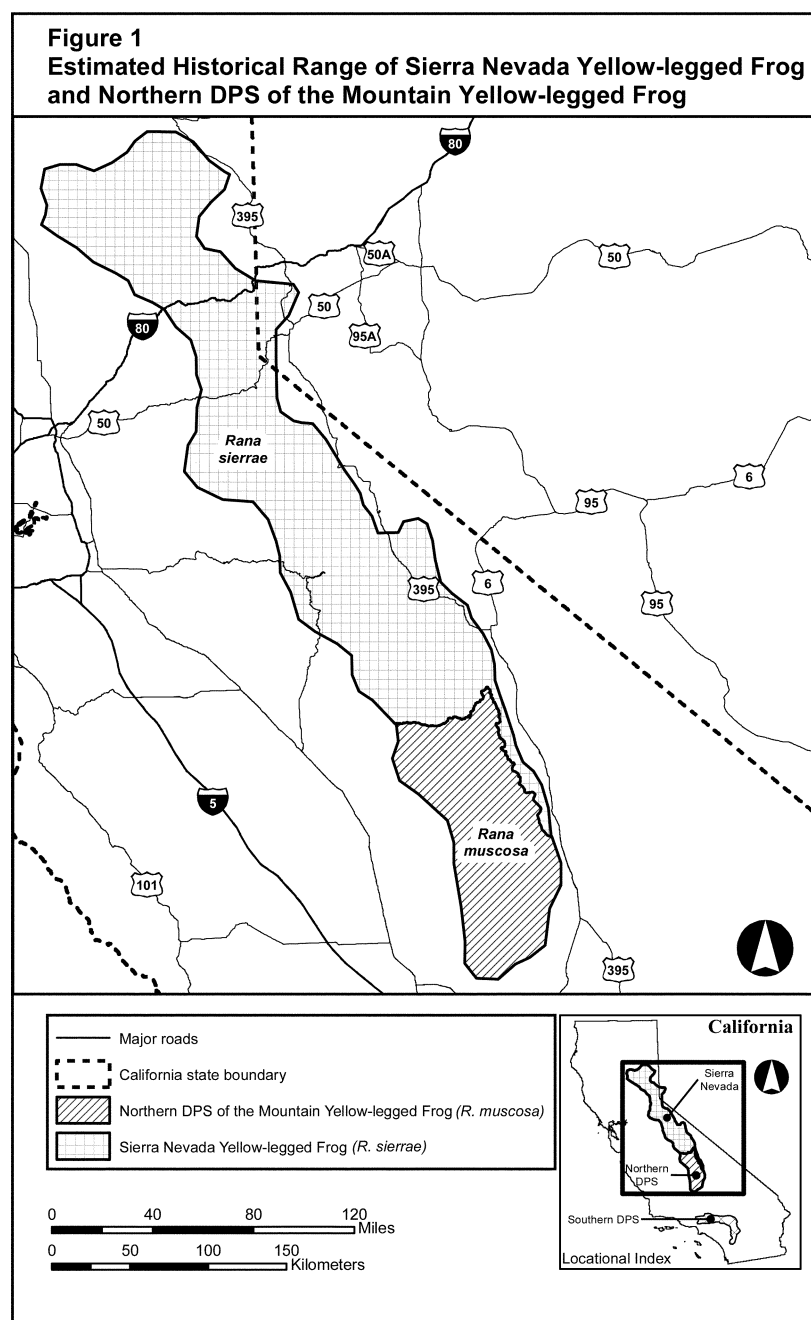 Figure 1
Estimated Historical Range of Sierra Nevada Yellow-legged Frog
and Northern DPS of the Mountain Yellow-legged Frog
80
395
50A
50
50
80
95A
50
Rana
sierrae
6
95
395
6
95
5
Rana
muscosa
101
395
Major roads
California state boundary
Northern DPS of the Mountain Yellow-legged Frog (R. muscosa)
Sierra Nevada Yellow-legged Frog (R. sierrae)
0 40 80 120
Miles
0 50 100 150
Kilometers
California
Sierra
Nevada
Northern
DPS
Southern DPS
Locational Index